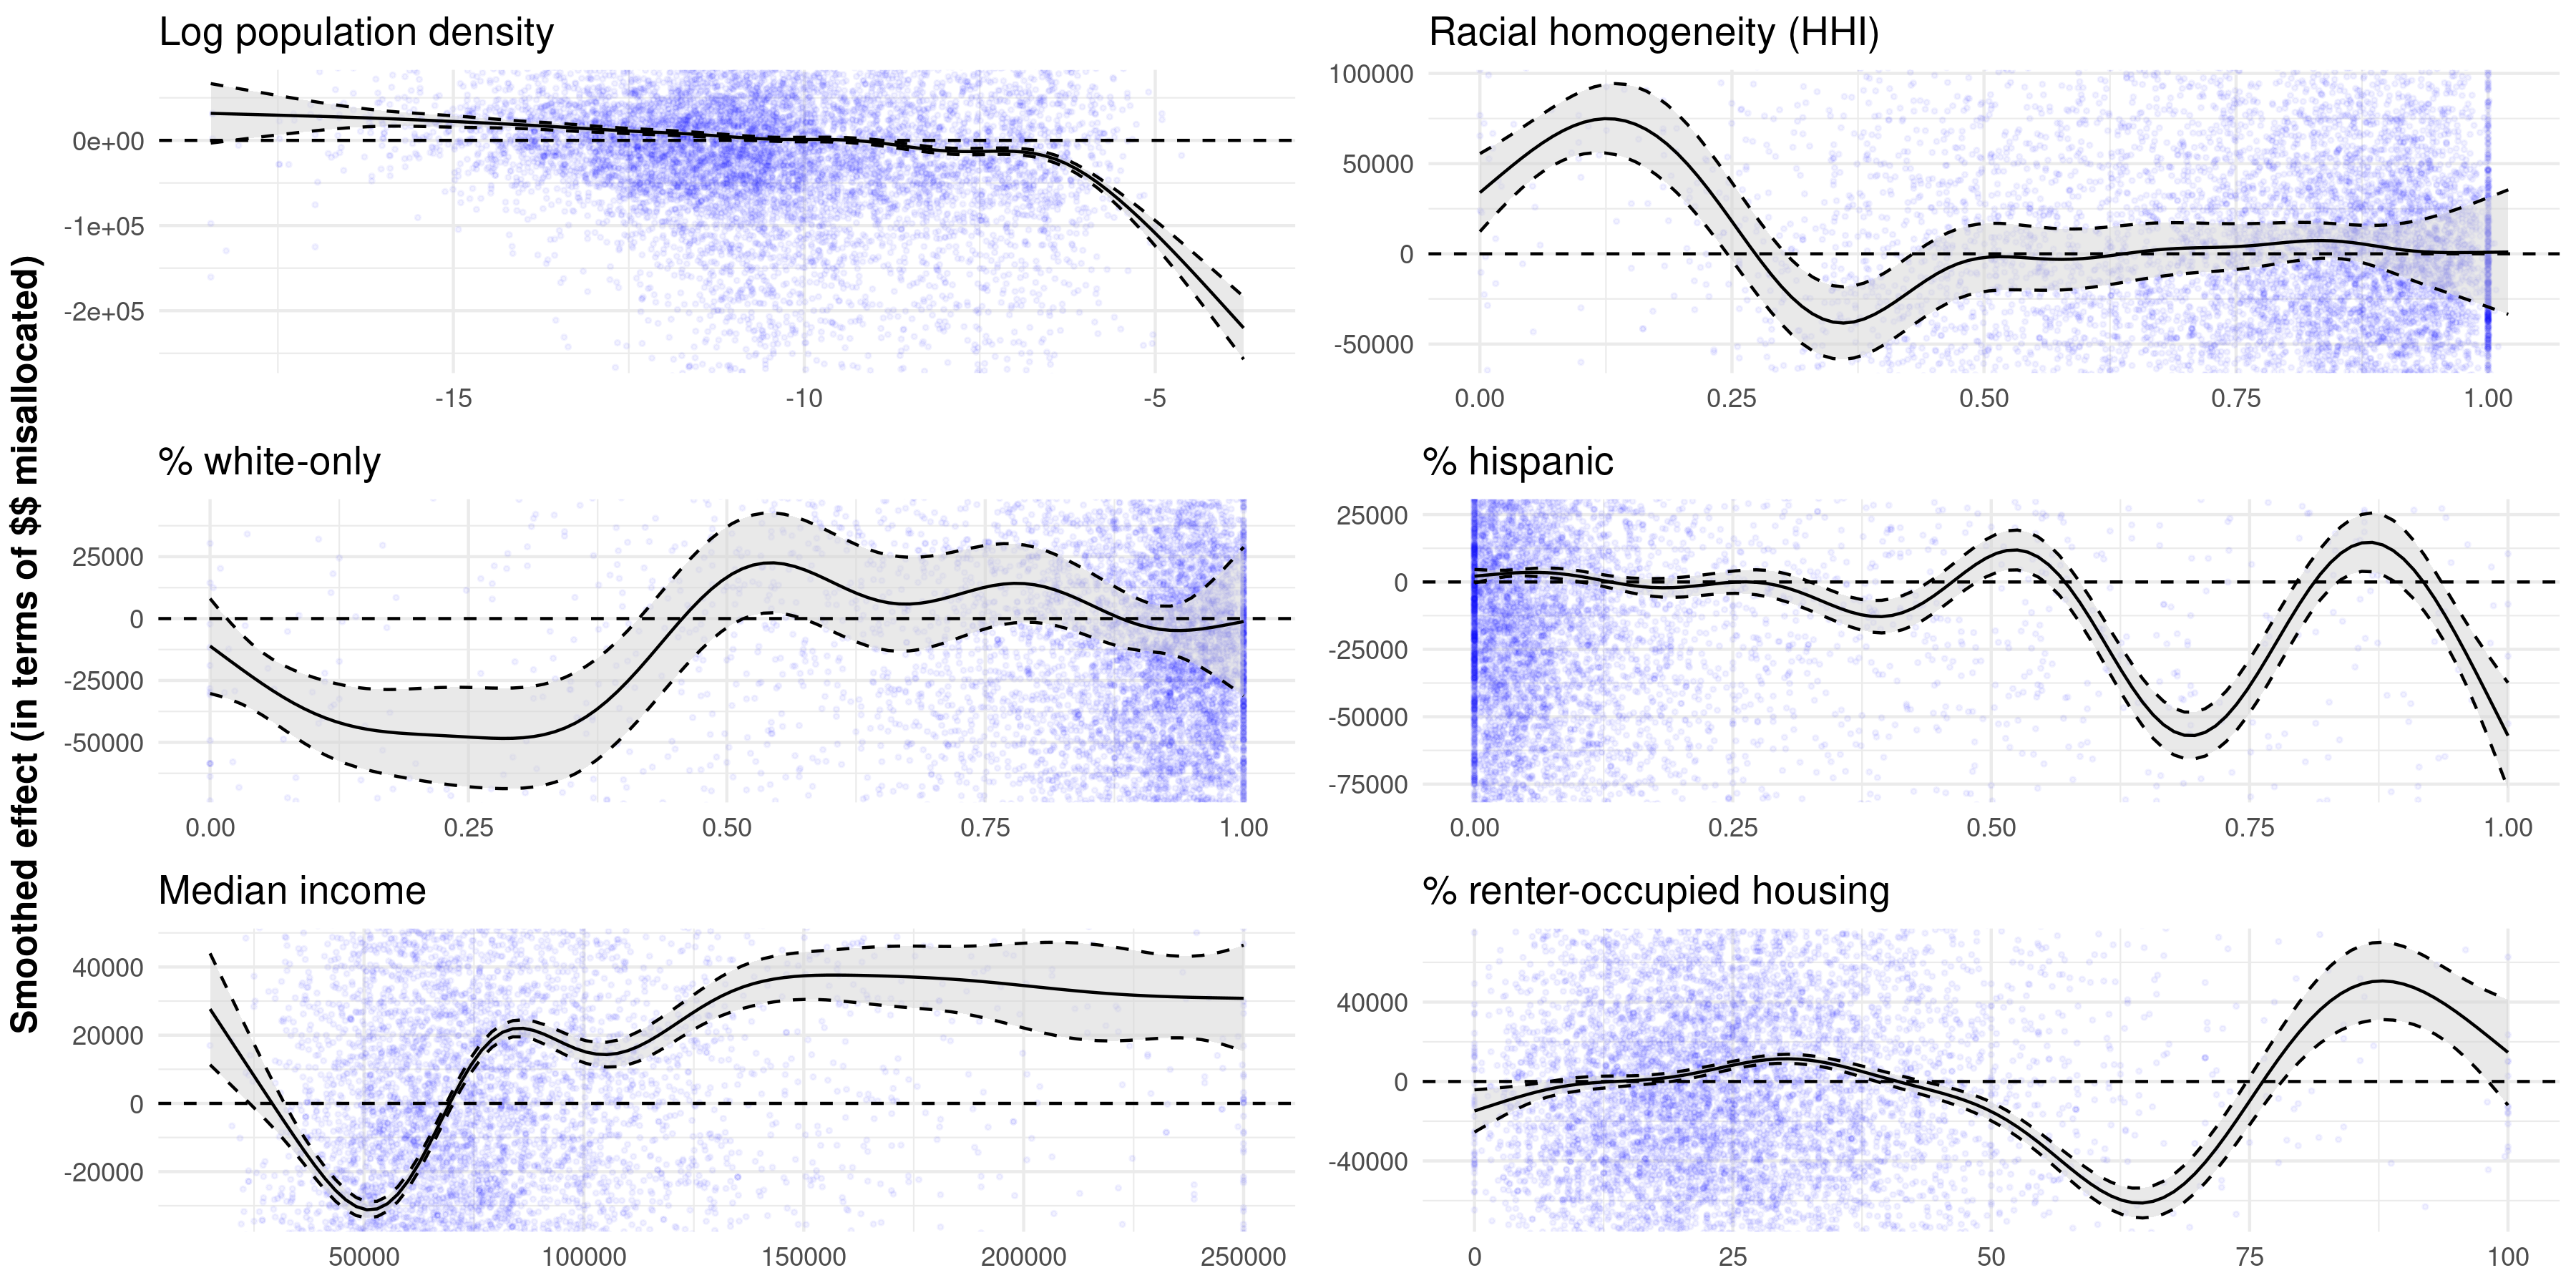 Smoothed effect (in terms of $$ misallocated)
Log population density
0e+00
-1e+05
-2e+05
-15 -10 -5
Racial homogeneity (HHI)
100000
50000
0
-50000
0.00 0.25 0.50 0.75 1.00
% white-only
25000
0
-25000
-50000
0.00 0.25 0.50 0.75 1.00
% hispanic
25000
0
-25000
-50000
-75000
0.00 0.25 0.50 0.75 1.00
Median income
40000
20000
0
-20000
50000 100000 150000 200000 250000
% renter-occupied housing
40000
0
-40000
0 25 50 75 100